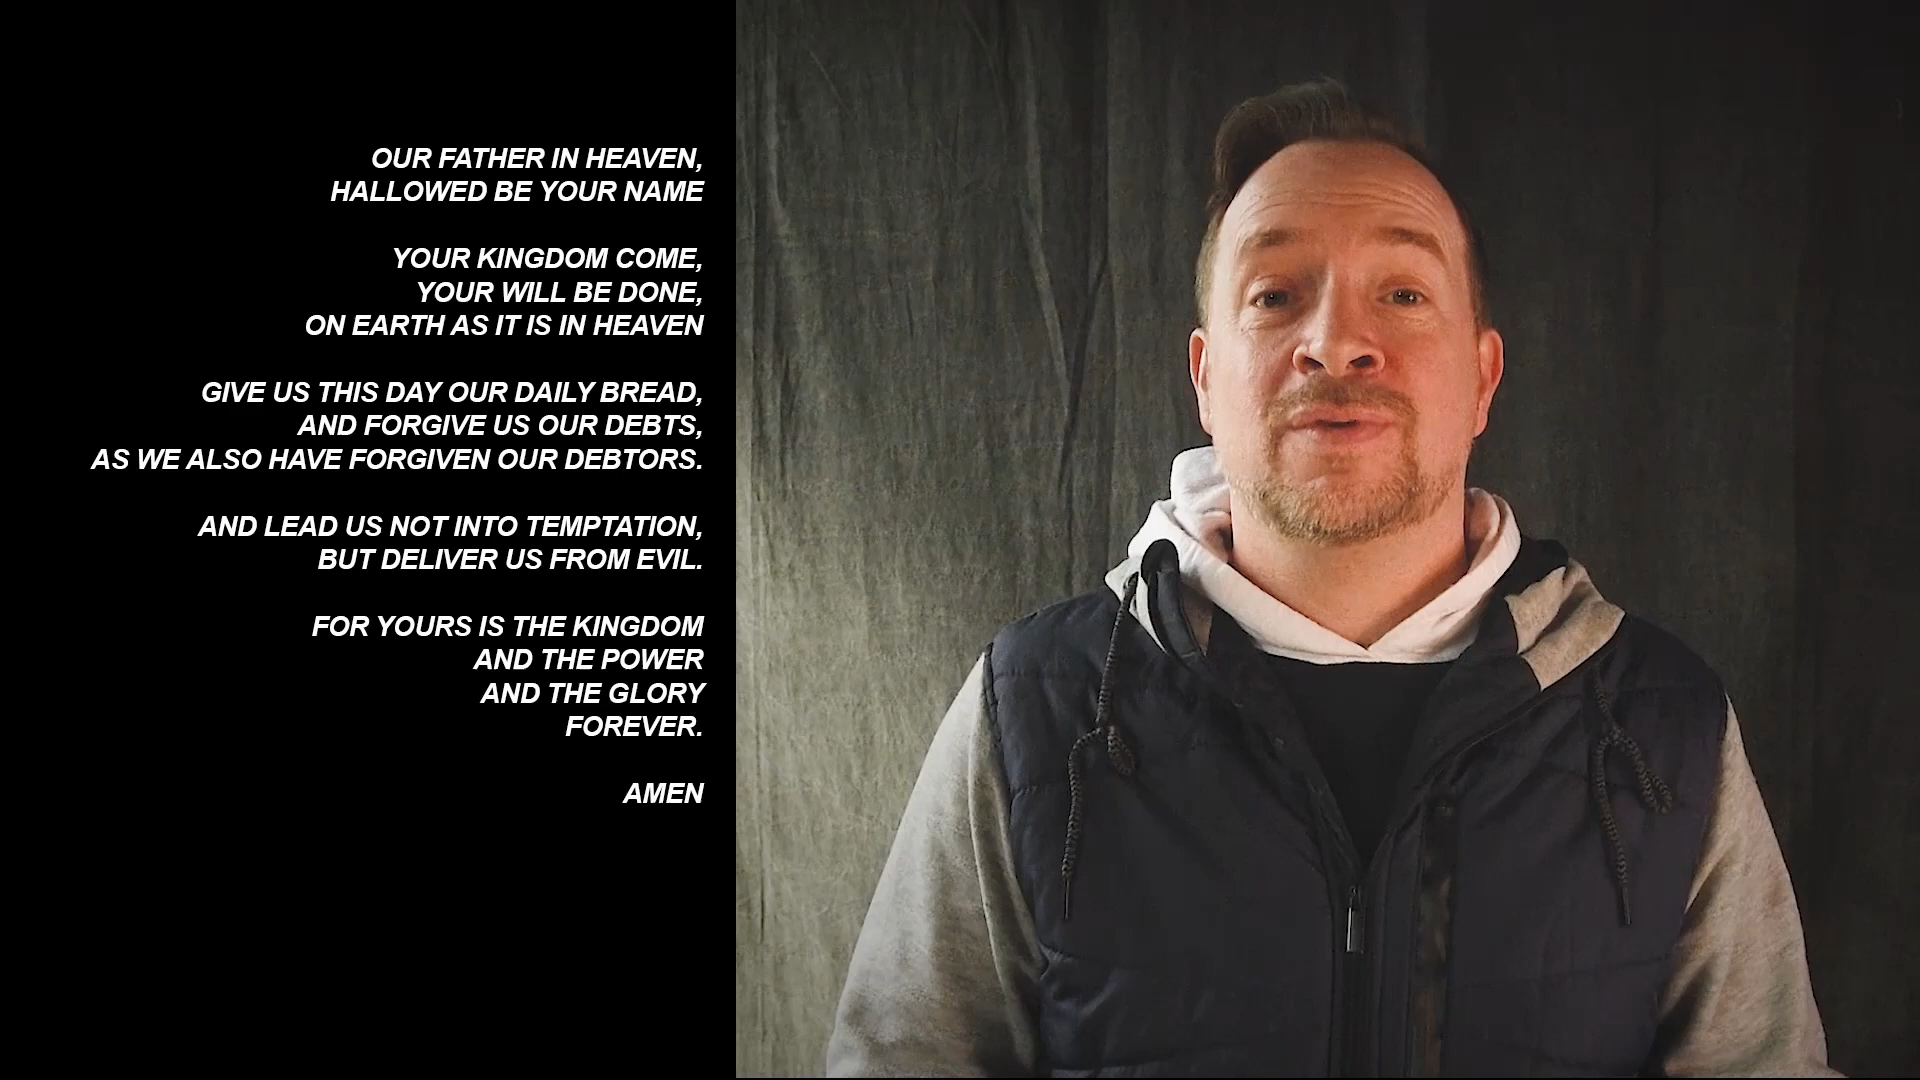 OUR FATHER IN HEAVEN,
HALLOWED BE YOUR NAME
YOUR KINGDOM COME,
YOUR WILL BE DONE,
ON EARTH AS IT IS IN HEAVEN
GIVE US THIS DAY OUR DAILY BREAD,
AND FORGIVE US OUR DEBTS,
AS WE ALSO HAVE FORGIVEN OUR DEBTORS.
AND LEAD US NOT INTO TEMPTATION,
BUT DELIVER US FROM EVIL.
FOR YOURS IS THE KINGDOM
AND THE POWER
AND THE GLORY
FOREVER.
AMEN